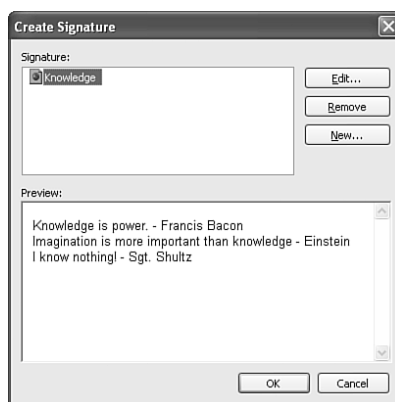 Create Signature
Signature:
Knowledge
Edit...
Remove
New...
Preview:
Knowledge is power. - Francis Bacon
Imagination is more important than knowledge - Einstein
I know nothing! - Sgt. Shultz
OK
Cancel